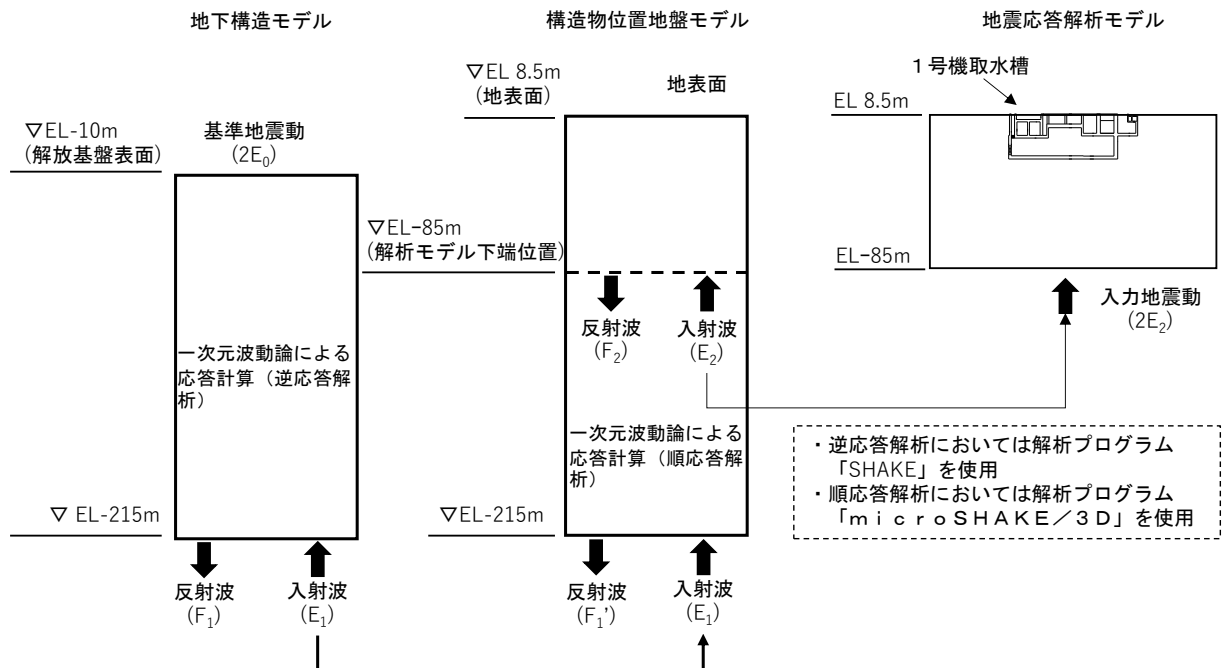 地下構造モデル
▽EL-10m
(解放基盤表面)
基準地震動
(2E₀)
一次元波動論による
応答計算（逆応答解
析）
▽ EL-215m
反射波
(F₁)
入射波
(E₁)
構造物位置地盤モデル
▽EL 8.5m
(地表面)
地表面
▽EL-85m
(解析モデル下端位置)
反射波
(F₂)
入射波
(E₂)
一次元波動論による
応答計算（順応答解
析）
▽EL-215m
反射波
(F₁')
入射波
(E₁)
地震応答解析モデル
１号機取水槽
EL 8.5m
EL-85m
入力地震動
(2E₂)
・逆応答解析においては解析プログラム
「SHAKE」を使用
・順応答解析においては解析プログラム
「ｍｉｃｒｏSHAKE／３Ｄ」を使用